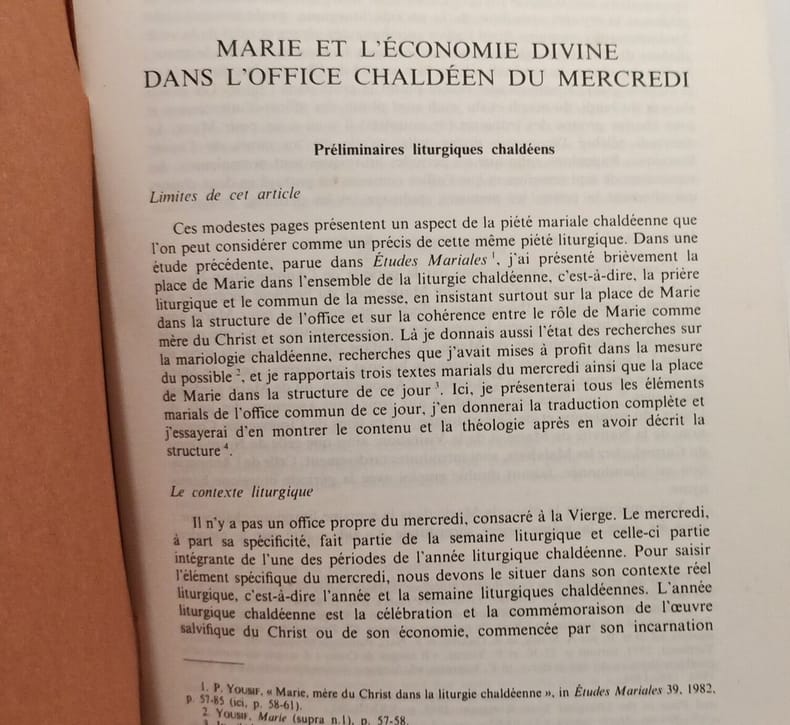 MARIE ET L'ÉCONOMIE DIVINE
DANS L'OFFICE CHALDÉEN DU MERCREDI
Préliminaires liturgiques chaldéens
Limites de cet article
Ces modestes pages présentent un aspect de la piété mariale chaldéenne que
l'on peut considérer comme un précis de cette même piété liturgique. Dans une
étude précédente, parue dans Études Mariales ¹, j'ai présenté brièvement la
place de Marie dans l'ensemble de la liturgie chaldéenne, c'est-à-dire, la prière
liturgique et le commun de la messe, en insistant surtout sur la place de Marie
dans la structure de l'office et sur la cohérence entre le rôle de Marie comme
mère du Christ et son intercession. Là je donnais aussi l'état des recherches sur
la mariologie chaldéenne, recherches que j'avait mises à profit dans la mesure
du possible ², et je rapportais trois textes marials du mercredi ainsi que la place
de Marie dans la structure de ce jour ³. Ici, je présenterai tous les éléments
marials de l'office commun de ce jour, j'en donnerai la traduction complète et
j'essayerai d'en montrer le contenu et la théologie après en avoir décrit la
structure ⁴.
Le contexte liturgique
Il n'y a pas un office propre du mercredi, consacré à la Vierge. Le mercredi,
à part sa spécificité, fait partie de la semaine liturgique et celle-ci partie
intégrante de l'une des périodes de l'année liturgique chaldéenne. Pour saisir
l'élément spécifique du mercredi, nous devons le situer dans son contexte réel
liturgique, c'est-à-dire l'année et la semaine liturgiques chaldéennes. L'année
liturgique chaldéenne est la célébration et la commémoraison de l'œuvre
salvifique du Christ ou de son économie, commencée par son incarnation
1. P. YOUSIF, « Marie, mère du Christ dans la liturgie chaldéenne », in Études Mariales 39, 1982,
p. 57-85 (ici, p. 58-61).
2. YOUSIF, Marie (supra n.1), p. 57-58.